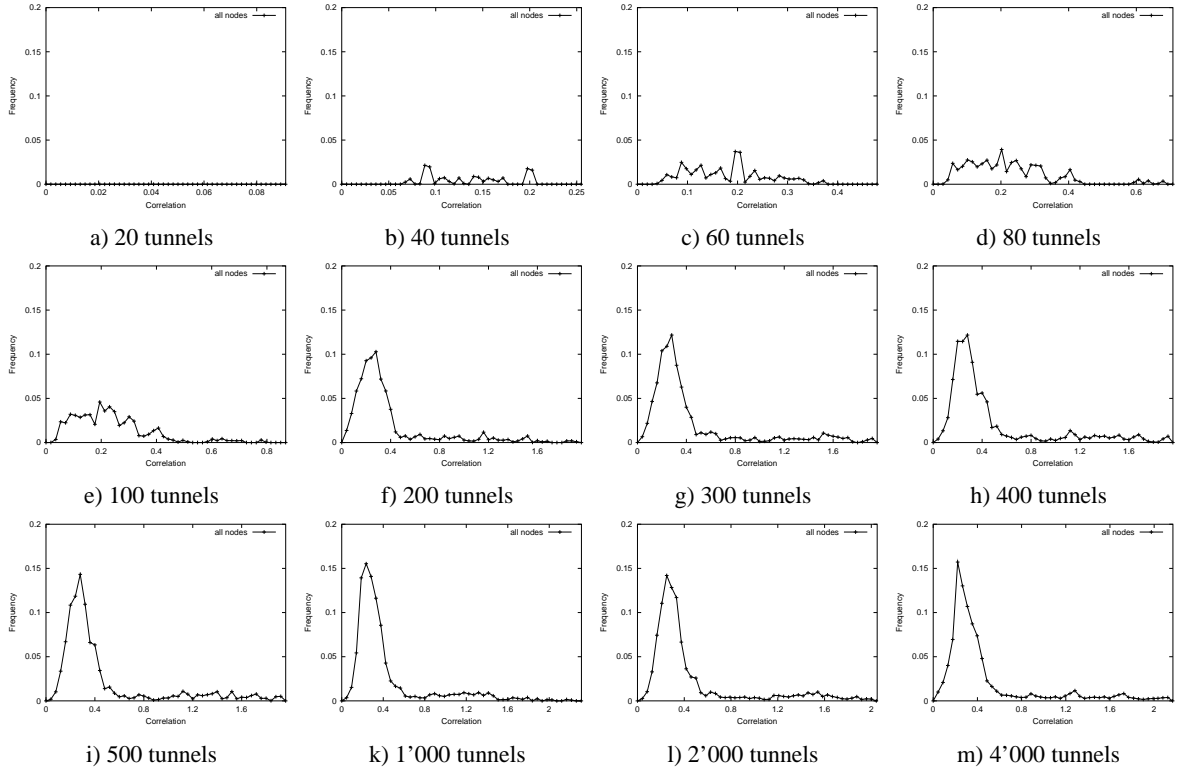 all nodes
0.2
0.15
0.1
0.05
0
Frequency
0 0.02 0.04 0.06 0.08
Correlation
a) 20 tunnels
all nodes
0.2
0.15
0.1
0.05
0
Frequency
0 0.05 0.1 0.15 0.2 0.25
Correlation
b) 40 tunnels
all nodes
0.2
0.15
0.1
0.05
0
Frequency
0 0.1 0.2 0.3 0.4
Correlation
c) 60 tunnels
all nodes
0.2
0.15
0.1
0.05
0
Frequency
0 0.2 0.4 0.6
Correlation
d) 80 tunnels
all nodes
0.2
0.15
0.1
0.05
0
Frequency
0 0.2 0.4 0.6 0.8
Correlation
e) 100 tunnels
all nodes
0.2
0.15
0.1
0.05
0
Frequency
0 0.4 0.8 1.2 1.6
Correlation
f) 200 tunnels
all nodes
0.2
0.15
0.1
0.05
0
Frequency
0 0.4 0.8 1.2 1.6
Correlation
g) 300 tunnels
all nodes
0.2
0.15
0.1
0.05
0
Frequency
0 0.4 0.8 1.2 1.6
Correlation
h) 400 tunnels
all nodes
0.2
0.15
0.1
0.05
0
Frequency
0 0.4 0.8 1.2 1.6
Correlation
i) 500 tunnels
all nodes
0.2
0.15
0.1
0.05
0
Frequency
0 0.4 0.8 1.2 1.6 2
Correlation
k) 1’000 tunnels
all nodes
0.2
0.15
0.1
0.05
0
Frequency
0 0.4 0.8 1.2 1.6 2
Correlation
l) 2’000 tunnels
all nodes
0.2
0.15
0.1
0.05
0
Frequency
0 0.4 0.8 1.2 1.6 2
Correlation
m) 4’000 tunnels